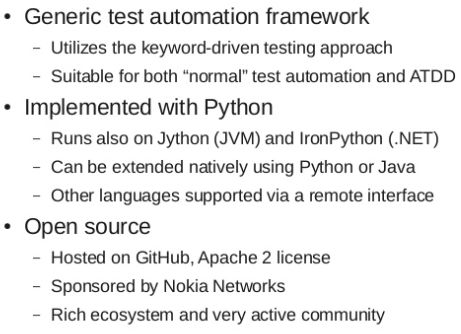 • Generic test automation framework
– Utilizes the keyword-driven testing approach
– Suitable for both “normal” test automation and ATDD
• Implemented with Python
– Runs also on Jython (JVM) and IronPython (.NET)
– Can be extended natively using Python or Java
– Other languages supported via a remote interface
• Open source
– Hosted on GitHub, Apache 2 license
– Sponsored by Nokia Networks
– Rich ecosystem and very active community